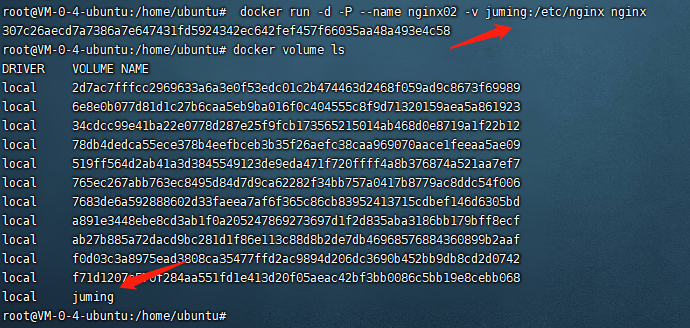 root@VM-0-4-ubuntu:/home/ubuntu#  docker run -d -P --name nginx02 -v juming:/etc/nginx nginx
307c26aecd7a7386a7e647431fd5924342ec642fef457f66035aa48a493e4c58
root@VM-0-4-ubuntu:/home/ubuntu# docker volume ls
DRIVER    VOLUME NAME
local     2d7ac7fffcc2969633a6a3e0f53edc01c2b474463d2468f059ad9c8673f69989
local     6e8e0b077d81d1c27b6caa5eb9ba016f0c404555c8f9d71320159aea5a861923
local     34cdcc99e41ba22e0778d287e25f9fcb173565215014ab468d0e8719a1f22b12
local     78db4dedca55ece378b4eefbceb3b35f26aefc38caa969070aace1feeaa5ae09
local     519ff564d2ab41a3d3845549123de9eda471f720ffff4a8b376874a521aa7ef7
local     765ec267abb763ec8495d84d7d9ca62282f34bb757a0417b8779ac8ddc54f006
local     7683de6a592888602d33faeea7af6f365c86cb83952413715cdbef146d6305bd
local     a891e3448ebe8cd3ab1f0a205247869273697d1f2d835aba3186bb179bff8ecf
local     ab27b885a72dacd9bc281d1f86e113c88d8b2de7db46968576884360899b2aaf
local     f0d03c3a8975ead3808ca35477ffd2ac9894d206dc3690b452bb9db8cd2d0742
local
local     juming
root@VM-0-4-ubuntu:/home/ubuntu#